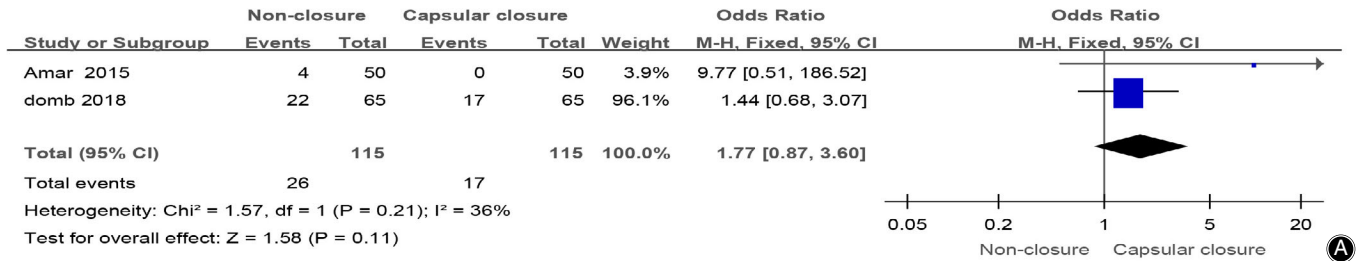 Non-closure Capsular closure Odds Ratio Odds Ratio
Study or Subgroup Events Total Events Total Weight M-H, Fixed, 95% CI M-H, Fixed, 95% CI
Amar 2015 4 50 0 50 3.9% 9.77 [0.51, 186.52]
domb 2018 22 65 17 65 96.1% 1.44 [0.68, 3.07]
Total (95% CI) 115 115 100.0% 1.77 [0.87, 3.60]
Total events 26 17
Heterogeneity: Chi² = 1.57, df = 1 (P = 0.21); I² = 36%
Test for overall effect: Z = 1.58 (P = 0.11)
0.05 0.2 1 5 20
Non-closure Capsular closure
A